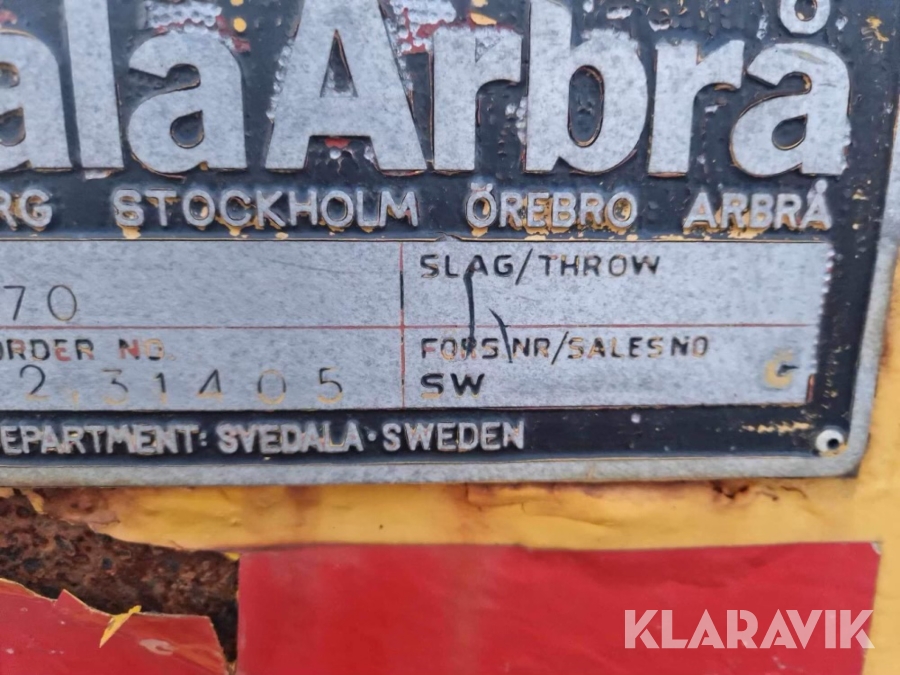 alaArbrå
RG STOCKHOLM ÖREBRO ARBRÅ
SLAG/THROW
70
ORDER NO.
FÖRS NR/SALES NO
2,31405
SW G
EPARTMENT: SVEDALA · SWEDEN
KLARAVIK